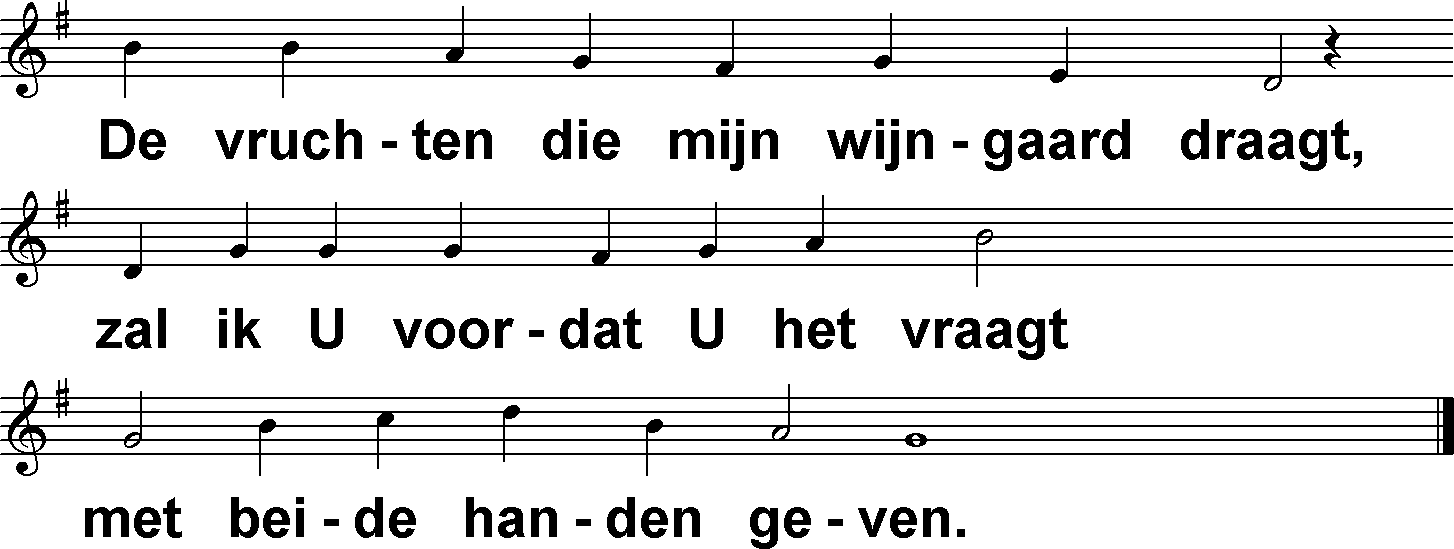 De vruch - ten die mijn wijn - gaard draagt,
zal ik U voor - dat U het vraagt
met bei - de han - den ge - ven.